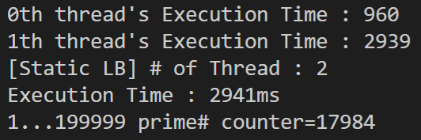 0th thread's Execution Time : 960
1th thread's Execution Time : 2939
[Static LB] # of Thread : 2
Execution Time : 2941ms
1...199999 prime# counter=17984